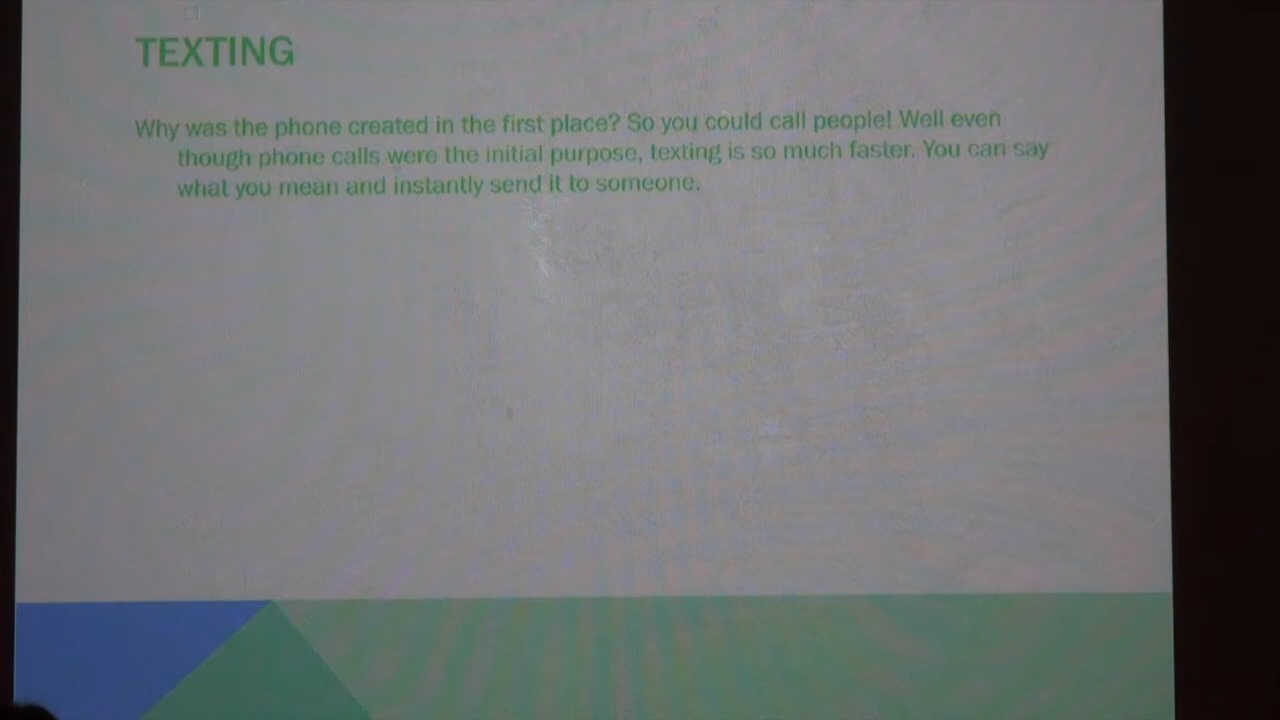 TEXTING
Why was the phone created in the first place? So you could call people! Well even
though phone calls were the initial purpose, texting is so much faster. You can say
what you mean and instantly send it to someone.